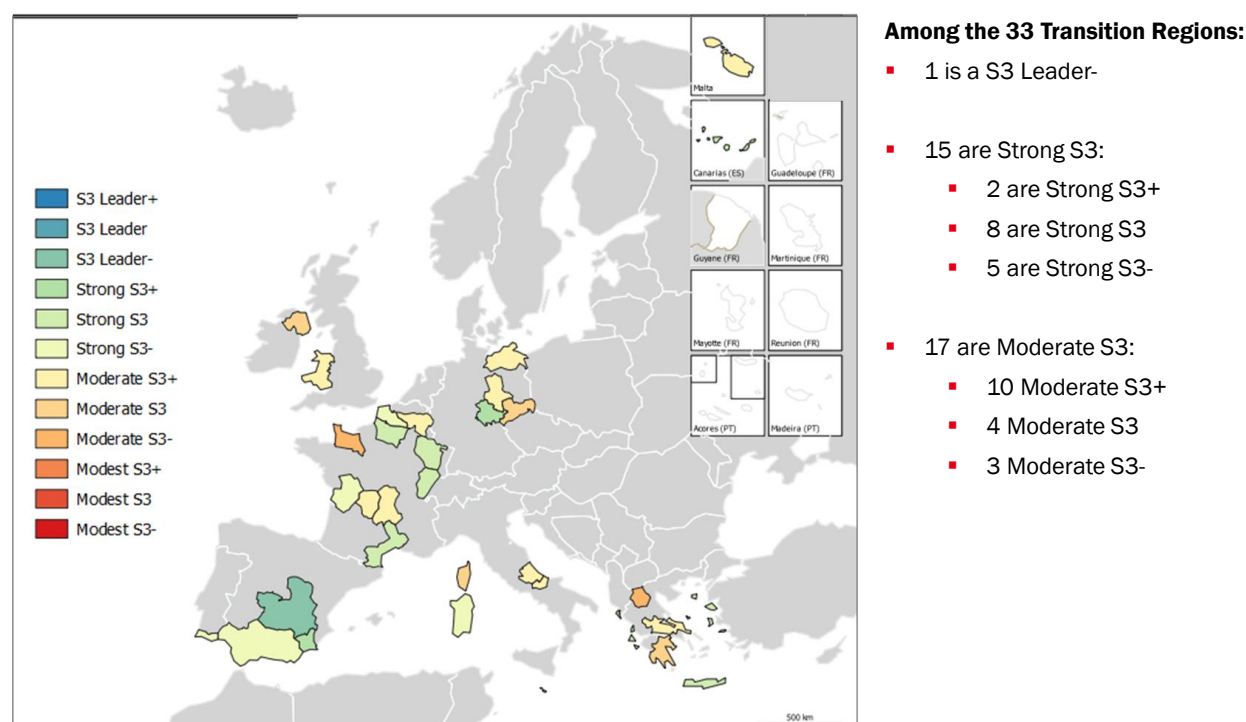 Among the 33 Transition Regions:
1 is a S3 Leader-
15 are Strong S3:
2 are Strong S3+
8 are Strong S3
5 are Strong S3-
17 are Moderate S3:
10 Moderate S3+
4 Moderate S3
3 Moderate S3-
S3 Leader+
S3 Leader
S3 Leader-
Strong S3+
Strong S3
Strong S3-
Moderate S3+
Moderate S3
Moderate S3-
Modest S3+
Modest S3
Modest S3-
Malta
Canarias (ES)
Guadeloupe (FR)
Guyane (FR)
Martinique (FR)
Mayotte (FR)
Reunion (FR)
Acores (PT)
Madeira (PT)
500 km